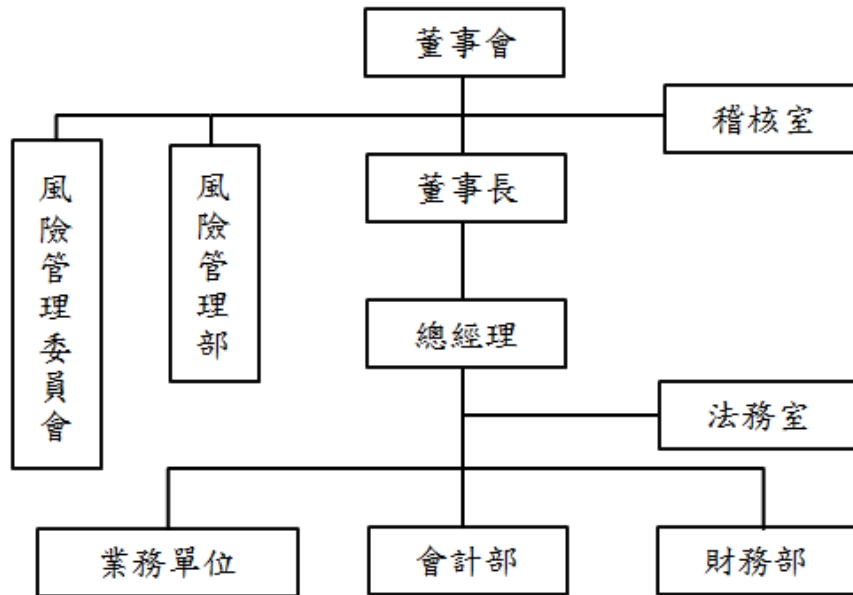 董事會
稽核室
風險管理委員會
風險管理部
董事長
總經理
法務室
業務單位
會計部
財務部